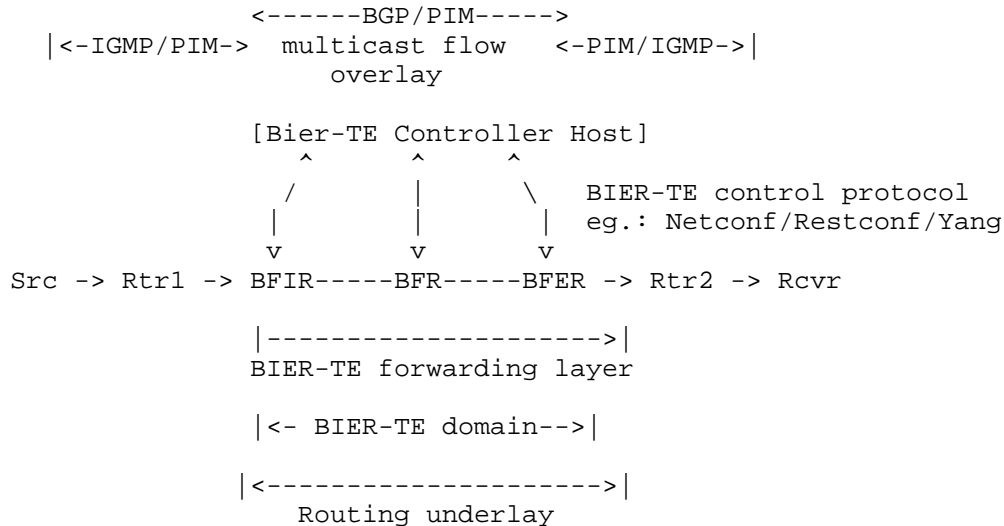 <------BGP/PIM----->
|<-IGMP/PIM-> multicast flow <-PIM/IGMP->|
overlay
[Bier-TE Controller Host]
^ ^ ^
/ | \ BIER-TE control protocol
| | | eg.: Netconf/Restconf/Yang
v v v
Src -> Rtr1 -> BFIR-----BFR-----BFER -> Rtr2 -> Rcvr
|--------------------->|
BIER-TE forwarding layer
|<- BIER-TE domain-->|
|<--------------------->|
Routing underlay